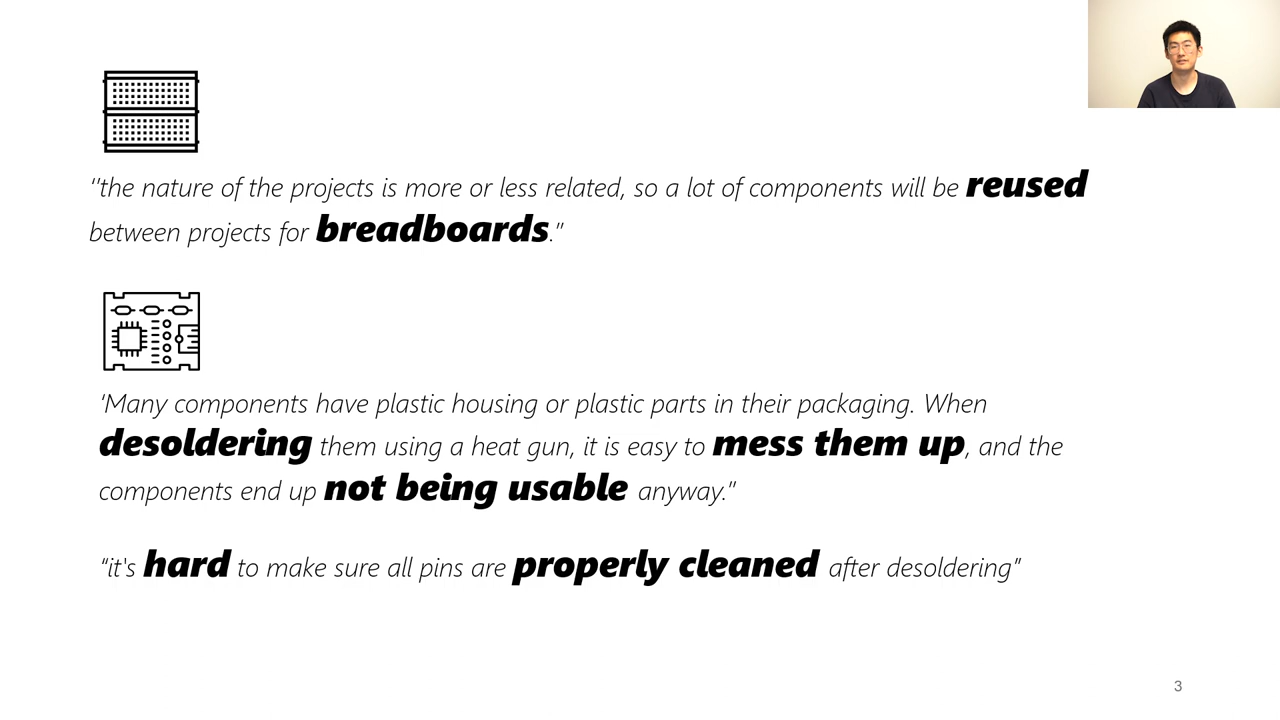 "the nature of the projects is more or less related, so a lot of components will be reused
between projects for breadboards."
'Many components have plastic housing or plastic parts in their packaging. When
desoldering them using a heat gun, it is easy to mess them up, and the
components end up not being usable anyway."
"it's hard to make sure all pins are properly cleaned after desoldering"
3